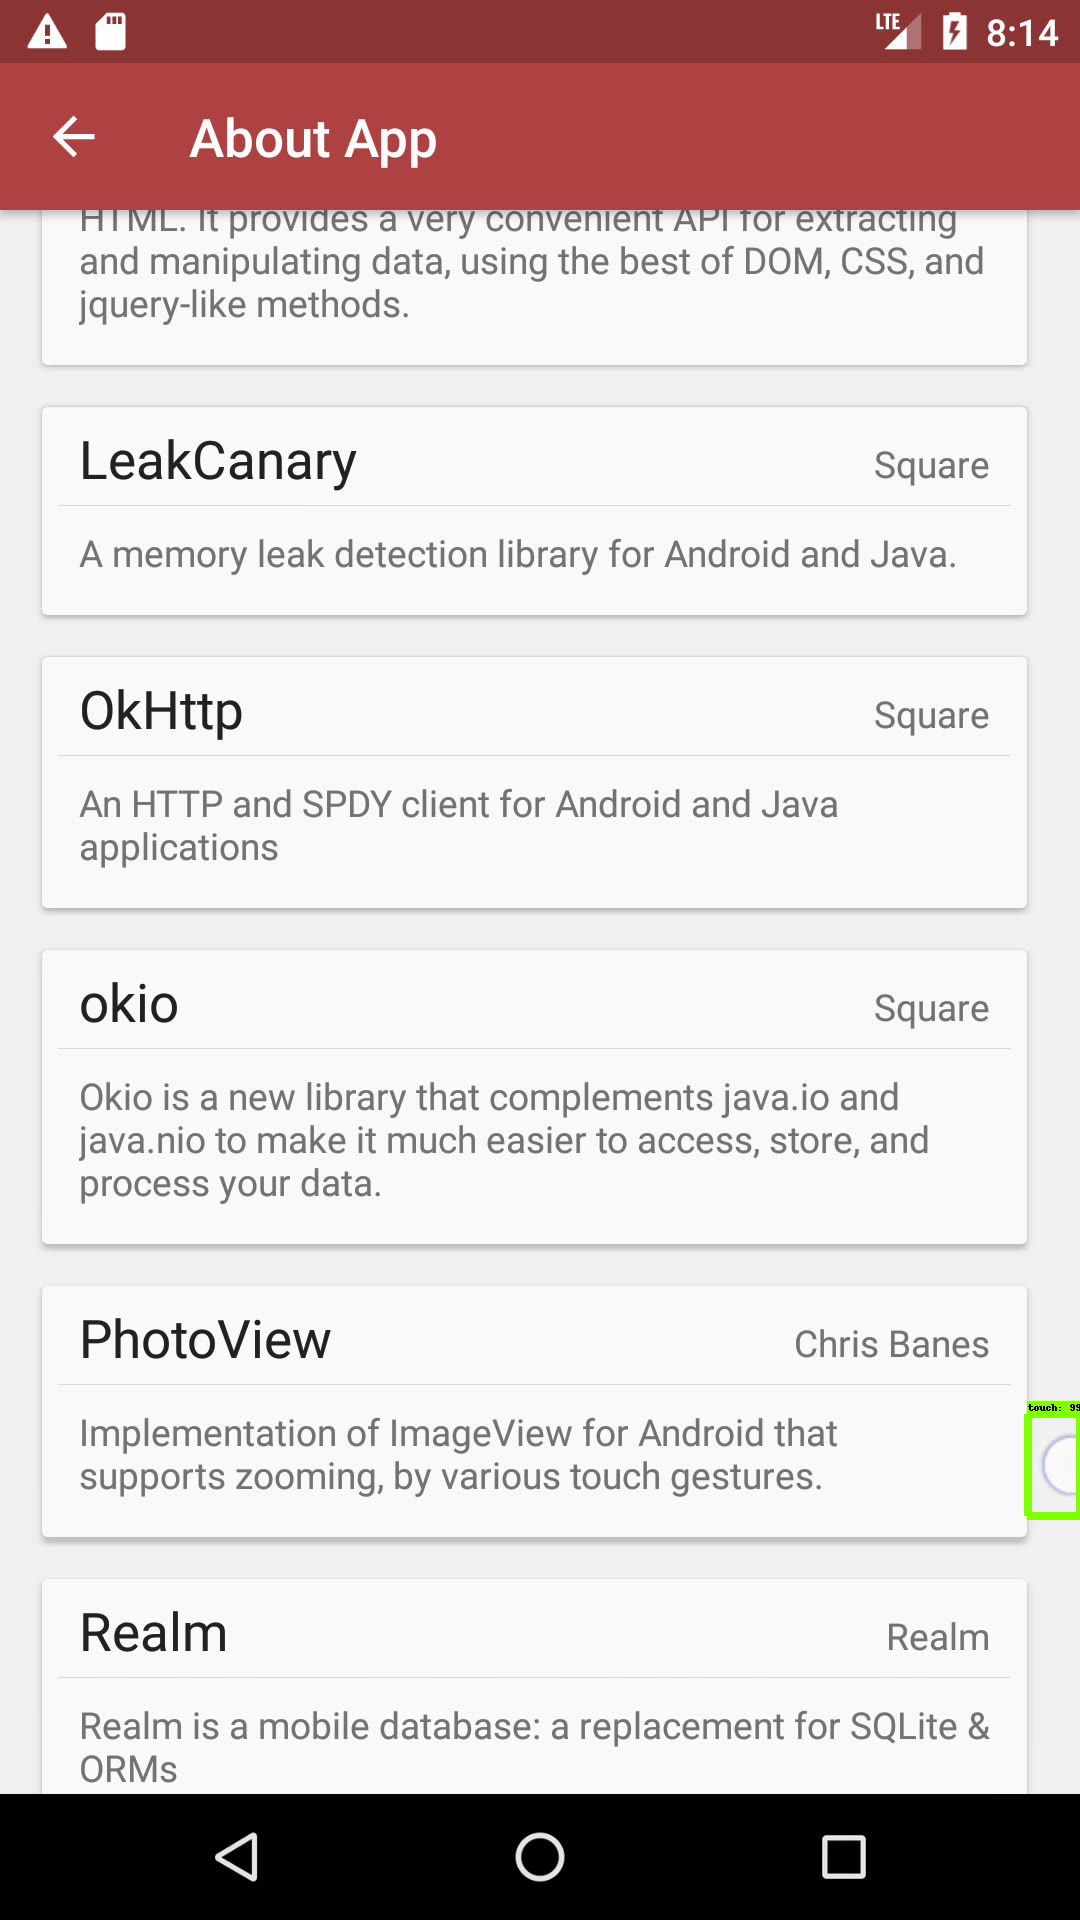 LTE 8:14
About App
HTML. It provides a very convenient API for extracting
and manipulating data, using the best of DOM, CSS, and
jquery-like methods.
LeakCanary Square
A memory leak detection library for Android and Java.
OkHttp Square
An HTTP and SPDY client for Android and Java
applications
okio Square
Okio is a new library that complements java.io and
java.nio to make it much easier to access, store, and
process your data.
PhotoView Chris Banes
touch: 99
Implementation of ImageView for Android that
supports zooming, by various touch gestures.
Realm Realm
Realm is a mobile database: a replacement for SQLite &
ORMs